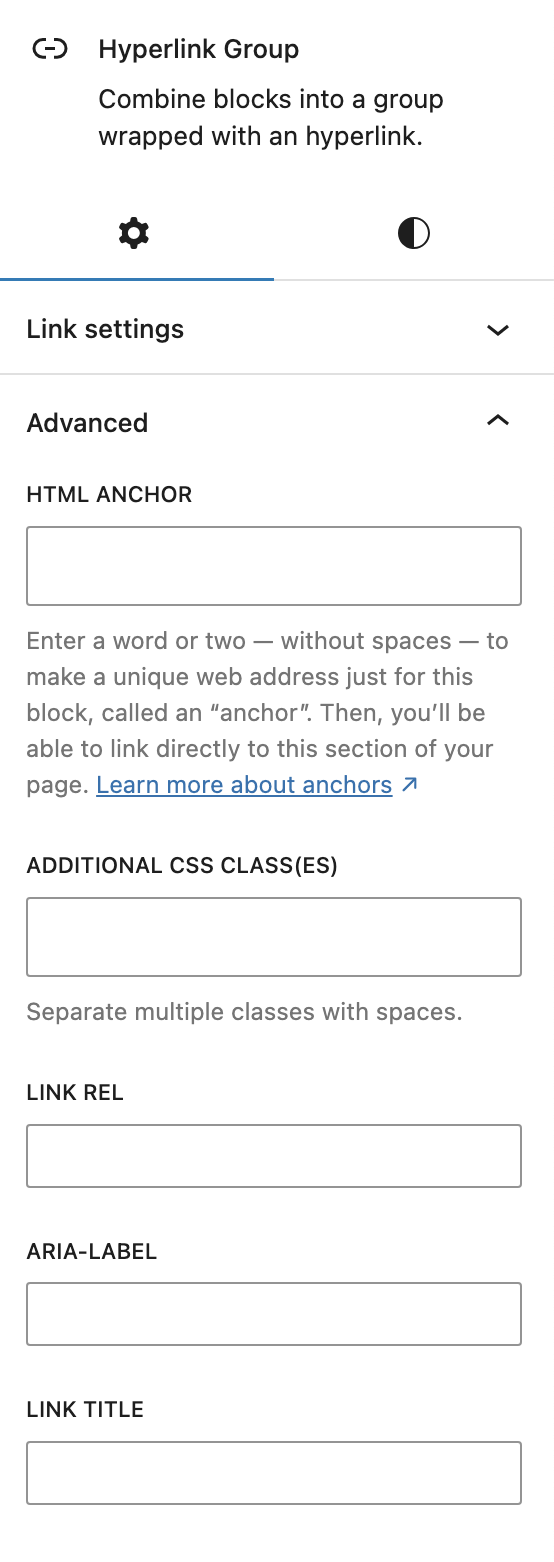 Hyperlink Group
Combine blocks into a group
wrapped with an hyperlink.
Link settings
Advanced
HTML ANCHOR
Enter a word or two — without spaces — to
make a unique web address just for this
block, called an “anchor”. Then, you’ll be
able to link directly to this section of your
page. Learn more about anchors ↗
ADDITIONAL CSS CLASS(ES)
Separate multiple classes with spaces.
LINK REL
ARIA-LABEL
LINK TITLE